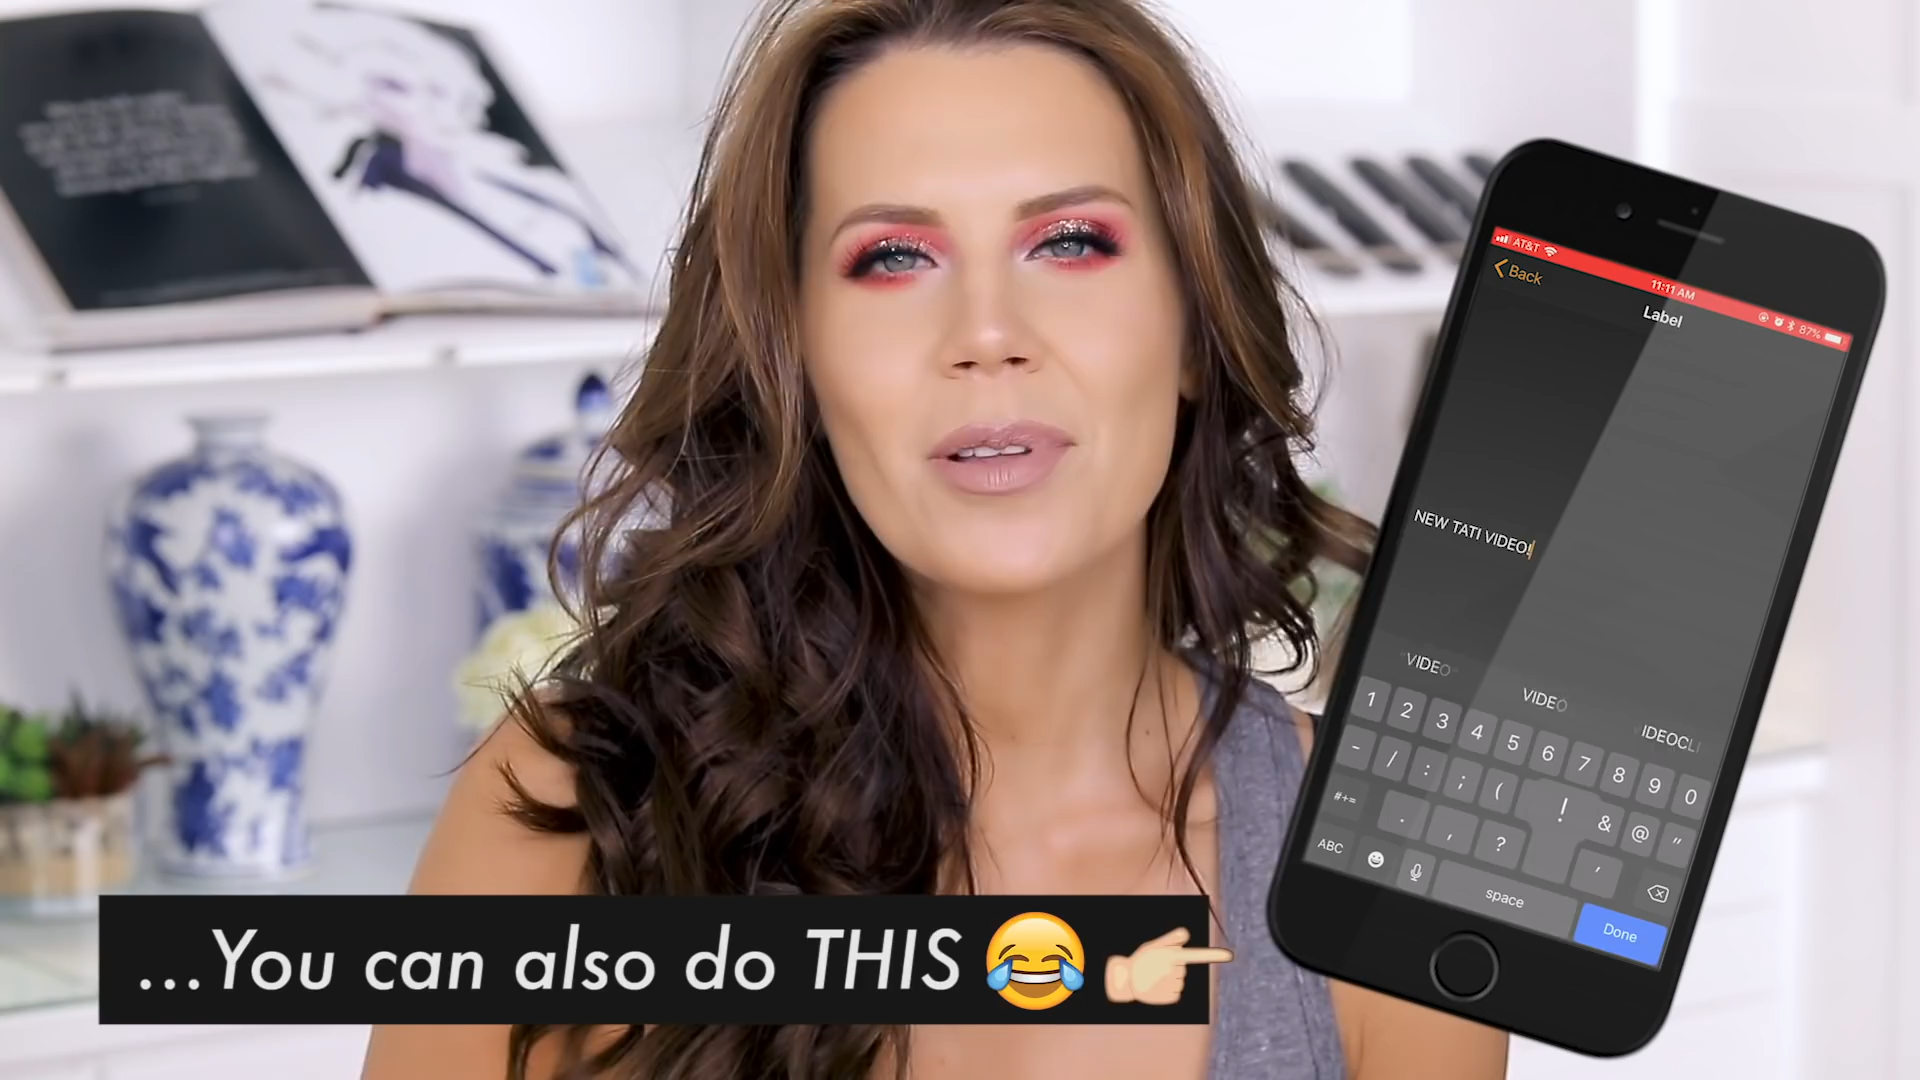 AT&T
11:11 AM
87%
Back
Label
NEW TATI VIDEO!
"VIDEO"
VIDEO
IDEOCLI
1 2 3 4 5 6 7 8 9 0
- / : ; ( ! & @ "
#+= . , ? '
ABC space Done
...You can also do THIS 😂 👉